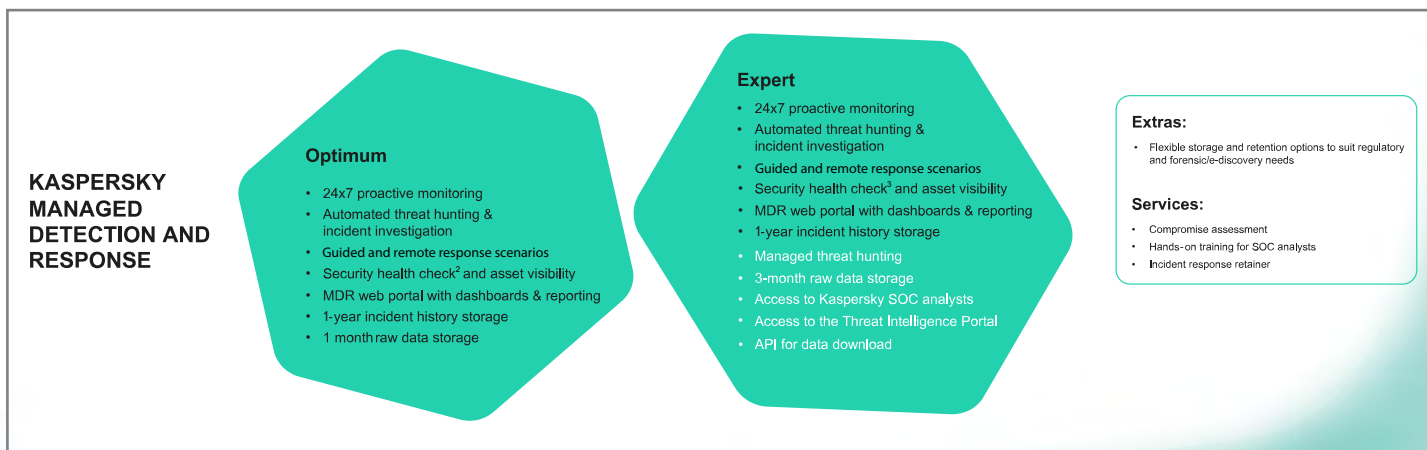 KASPERSKY
MANAGED
DETECTION AND
RESPONSE
Optimum
• 24x7 proactive monitoring
• Automated threat hunting &
incident investigation
• Guided and remote response scenarios
• Security health check² and asset visibility
• MDR web portal with dashboards & reporting
• 1-year incident history storage
• 1 month raw data storage
Expert
• 24x7 proactive monitoring
• Automated threat hunting &
incident investigation
• Guided and remote response scenarios
• Security health check³ and asset visibility
• MDR web portal with dashboards & reporting
• 1-year incident history storage
• Managed threat hunting
• 3-month raw data storage
• Access to Kaspersky SOC analysts
• Access to the Threat Intelligence Portal
• API for data download
Extras:
• Flexible storage and retention options to suit regulatory
and forensic/e-discovery needs
Services:
• Compromise assessment
• Hands-on training for SOC analysts
• Incident response retainer